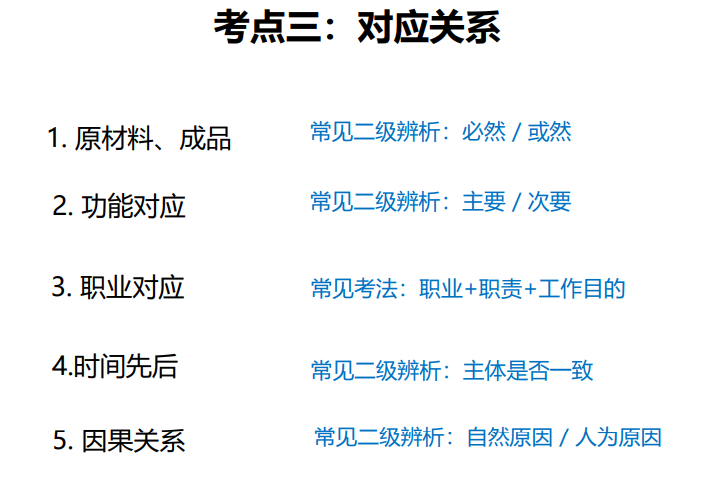 考点三：对应关系
1. 原材料、成品 常见二级辨析：必然 / 或然
2. 功能对应 常见二级辨析：主要 / 次要
3. 职业对应 常见考法：职业+职责+工作目的
4.时间先后 常见二级辨析：主体是否一致
5. 因果关系 常见二级辨析：自然原因 / 人为原因